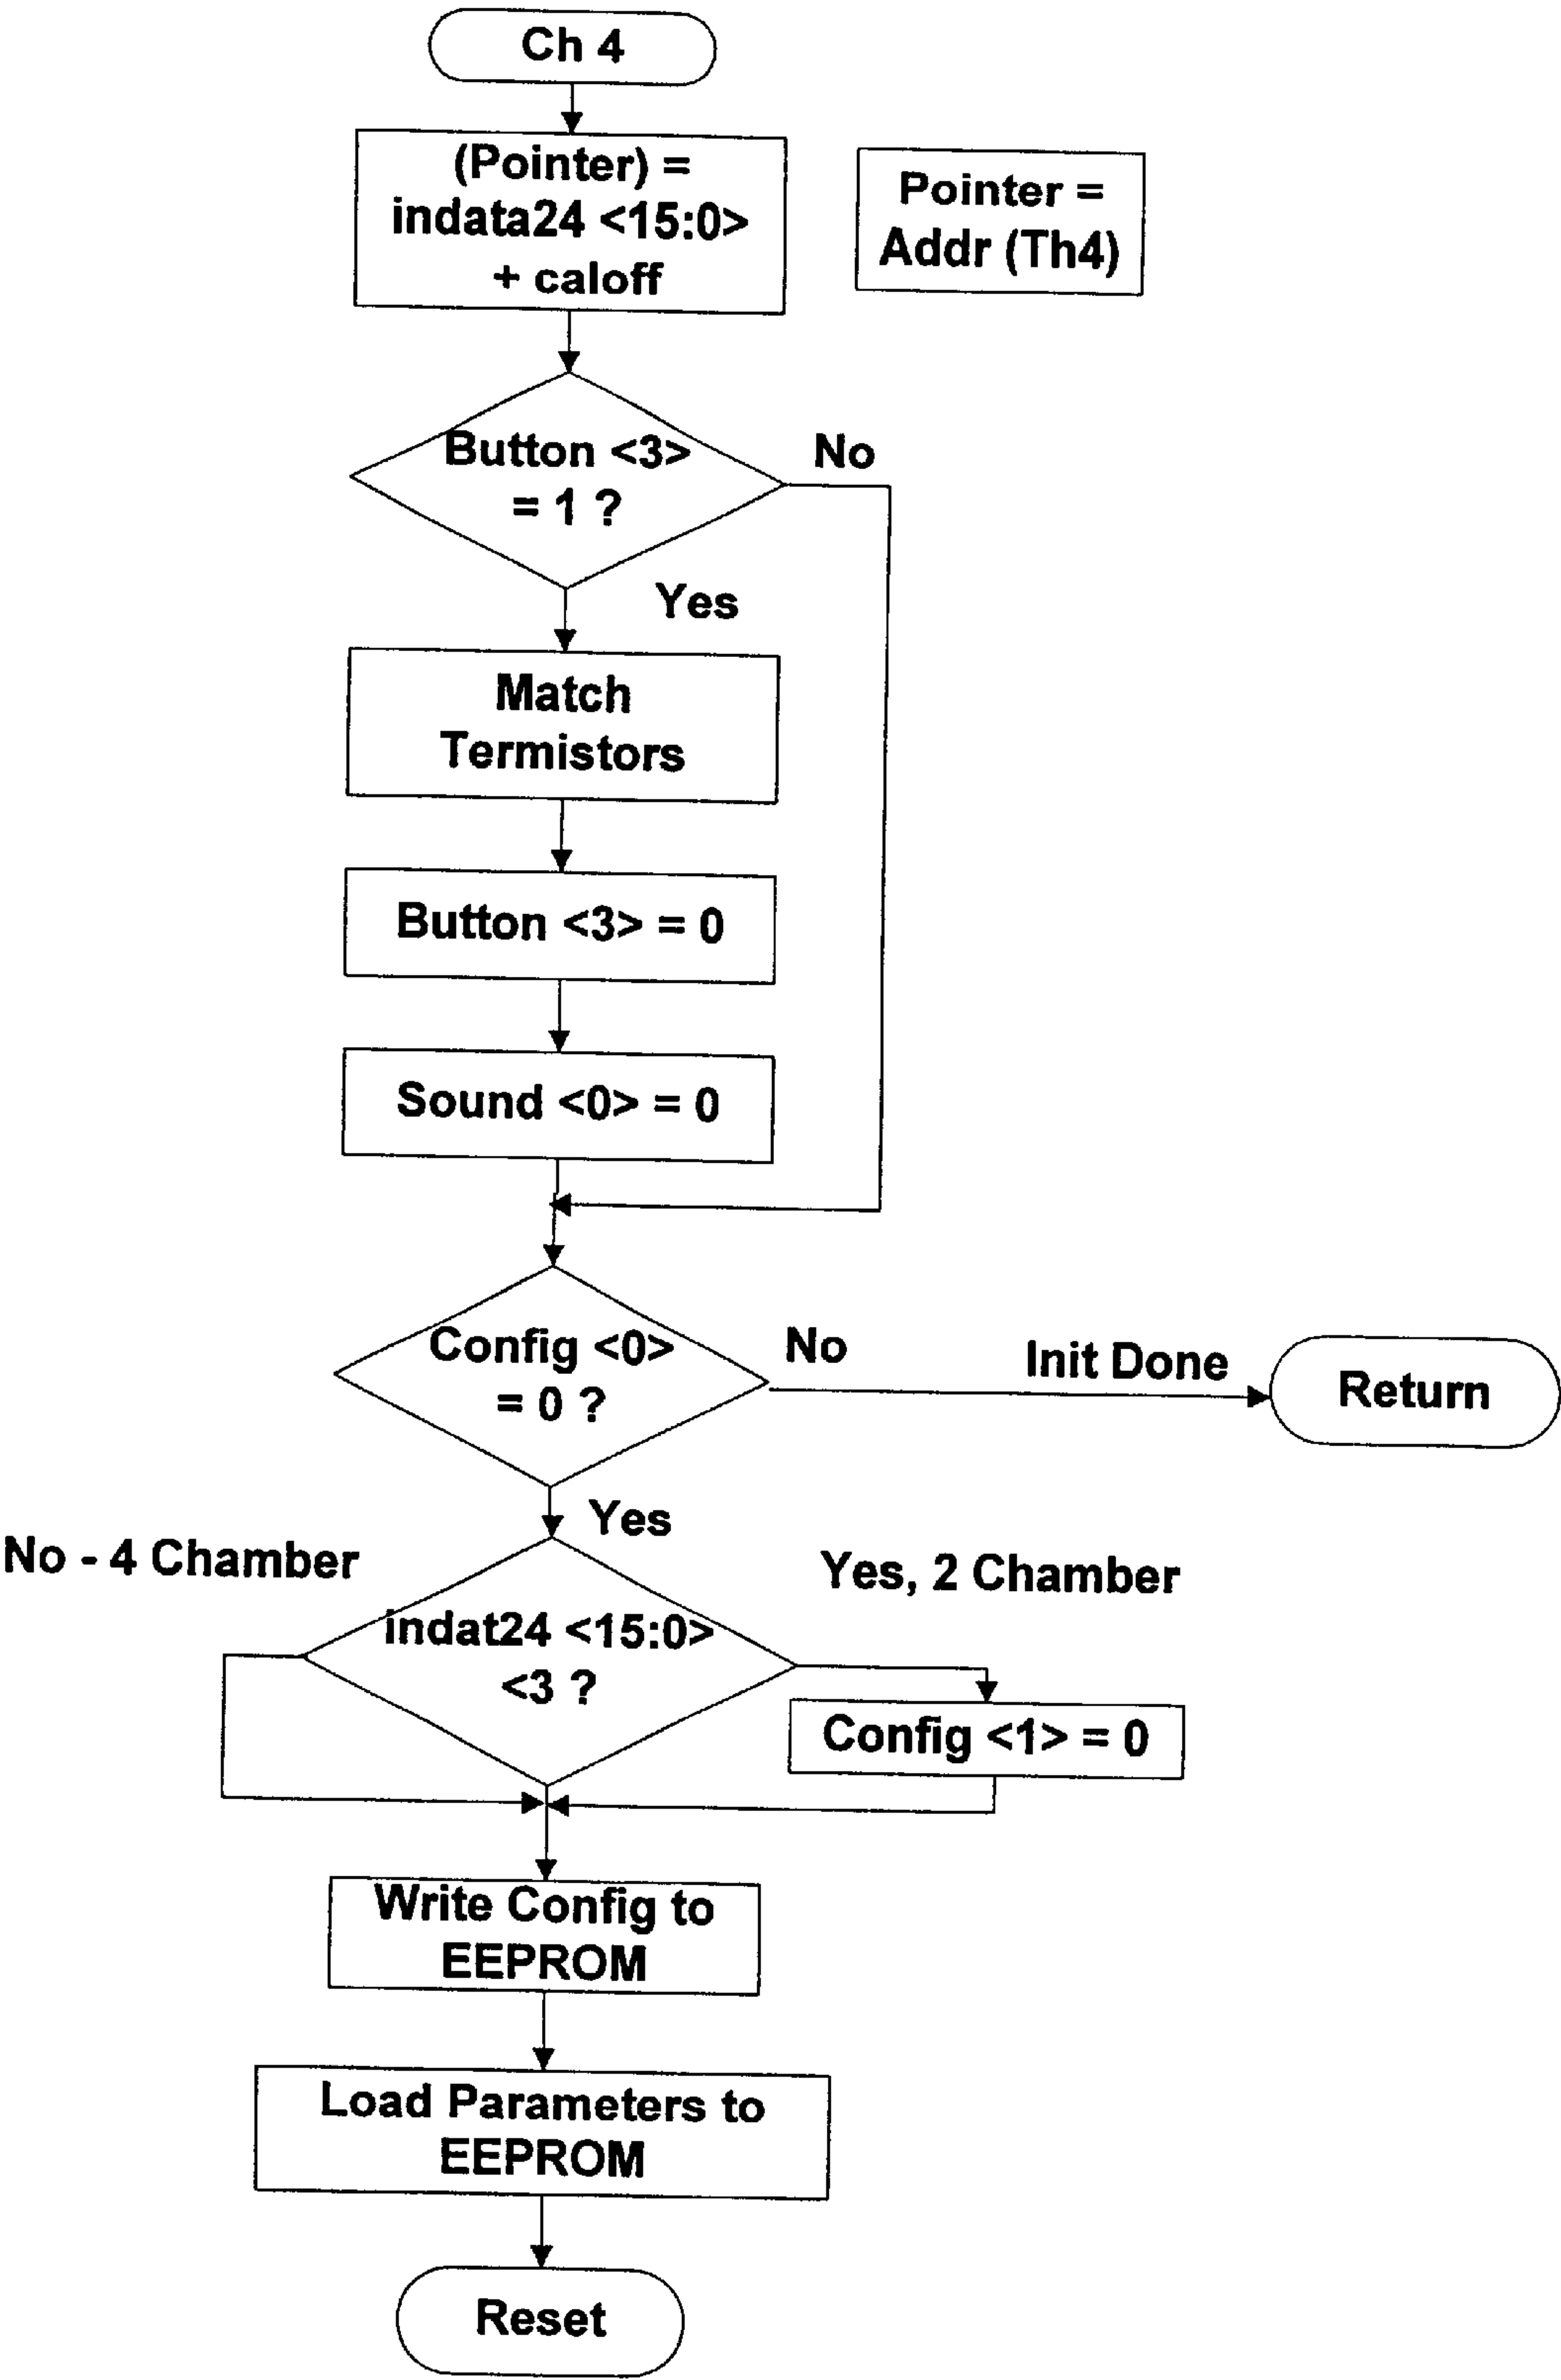 Ch 4
(Pointer) =
indata24 <15:0>
+ caloff
Pointer =
Addr (Th4)
Button <3>
= 1 ?
No
Yes
Match
Termistors
Button <3> = 0
Sound <0> = 0
Config <0>
= 0 ?
No
Init Done
Return
Yes
No - 4 Chamber
Yes, 2 Chamber
indat24 <15:0>
<3 ?
Config <1> = 0
Write Config to
EEPROM
Load Parameters to
EEPROM
Reset